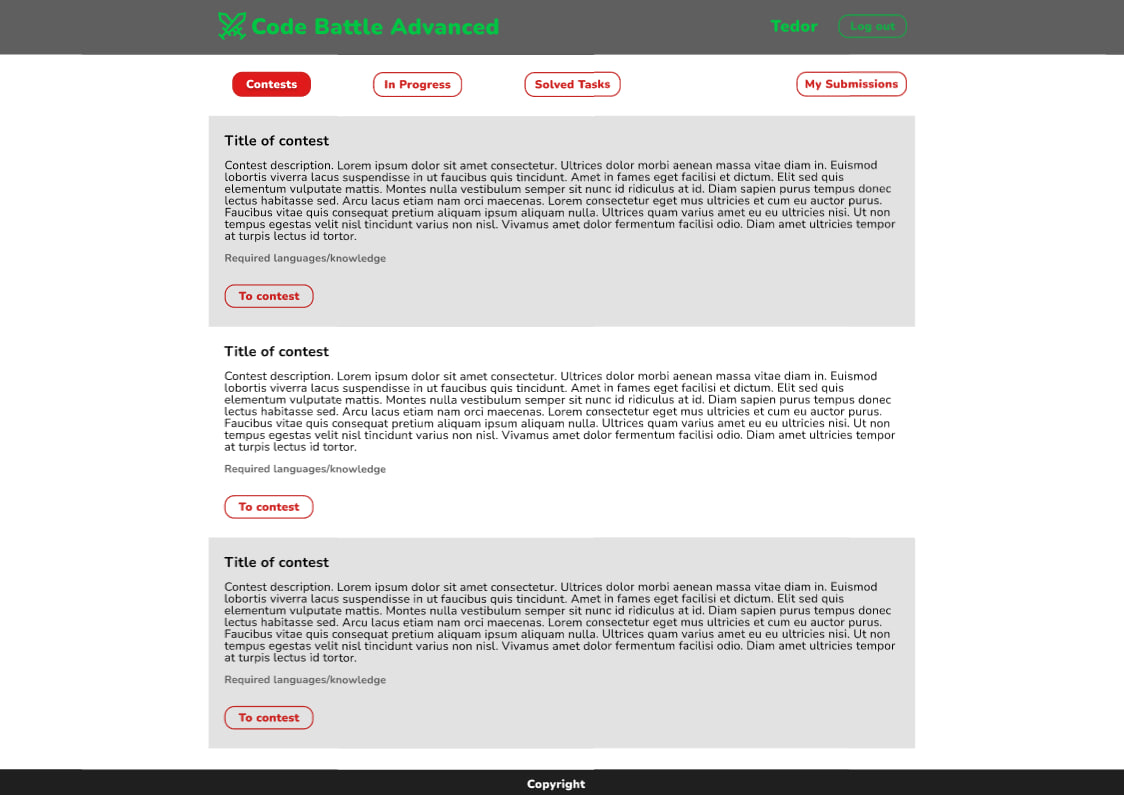 Code Battle Advanced
Tedor
Log out
Contests
In Progress
Solved Tasks
My Submissions
Title of contest
Contest description. Lorem ipsum dolor sit amet consectetur. Ultrices dolor morbi aenean massa vitae diam in. Euismod
lobortis viverra lacus suspendisse in ut faucibus quis tincidunt. Amet in fames eget facilisi et dictum. Elit sed quis
elementum vulputate mattis. Montes nulla vestibulum semper sit nunc id ridiculus at id. Diam sapien purus tempus donec
lectus habitasse sed. Arcu lacus etiam nam orci maecenas. Lorem consectetur eget mus ultricies et cum eu auctor purus.
Faucibus vitae quis consequat pretium aliquam ipsum aliquam nulla. Ultrices quam varius amet eu eu ultricies nisi. Ut non
tempus egestas velit nisl tincidunt varius non nisl. Vivamus amet dolor fermentum facilisi odio. Diam amet ultricies tempor
at turpis lectus id tortor.
Required languages/knowledge
To contest
Title of contest
Contest description. Lorem ipsum dolor sit amet consectetur. Ultrices dolor morbi aenean massa vitae diam in. Euismod
lobortis viverra lacus suspendisse in ut faucibus quis tincidunt. Amet in fames eget facilisi et dictum. Elit sed quis
elementum vulputate mattis. Montes nulla vestibulum semper sit nunc id ridiculus at id. Diam sapien purus tempus donec
lectus habitasse sed. Arcu lacus etiam nam orci maecenas. Lorem consectetur eget mus ultricies et cum eu auctor purus.
Faucibus vitae quis consequat pretium aliquam ipsum aliquam nulla. Ultrices quam varius amet eu eu ultricies nisi. Ut non
tempus egestas velit nisl tincidunt varius non nisl. Vivamus amet dolor fermentum facilisi odio. Diam amet ultricies tempor
at turpis lectus id tortor.
Required languages/knowledge
To contest
Title of contest
Contest description. Lorem ipsum dolor sit amet consectetur. Ultrices dolor morbi aenean massa vitae diam in. Euismod
lobortis viverra lacus suspendisse in ut faucibus quis tincidunt. Amet in fames eget facilisi et dictum. Elit sed quis
elementum vulputate mattis. Montes nulla vestibulum semper sit nunc id ridiculus at id. Diam sapien purus tempus donec
lectus habitasse sed. Arcu lacus etiam nam orci maecenas. Lorem consectetur eget mus ultricies et cum eu auctor purus.
Faucibus vitae quis consequat pretium aliquam ipsum aliquam nulla. Ultrices quam varius amet eu eu ultricies nisi. Ut non
tempus egestas velit nisl tincidunt varius non nisl. Vivamus amet dolor fermentum facilisi odio. Diam amet ultricies tempor
at turpis lectus id tortor.
Required languages/knowledge
To contest
Copyright